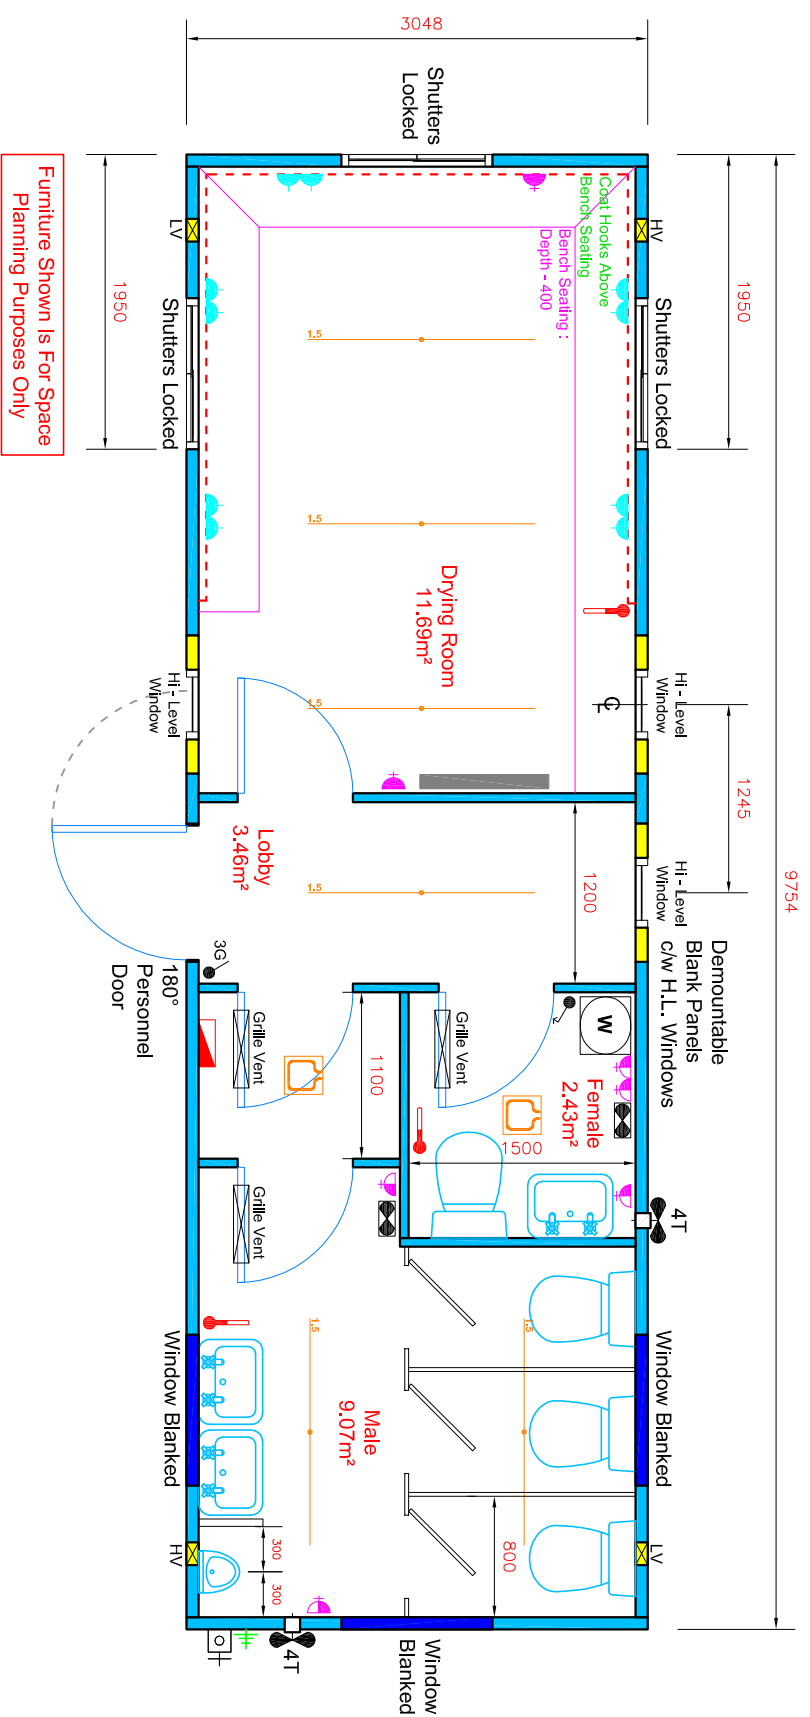 3048
9754
1950
1950
1245
Shutters
Locked
Shutters Locked
Shutters Locked
HV
LV
Coat Hooks Above
Bench Seating
Bench Seating :
Depth - 400
1.5
1.5
1.5
1.5
Drying Room
11.69m²
Hi - Level
Window
Hi - Level
Window
Hi - Level
Window
CL
Demountable
Blank Panels
c/w H.L. Windows
1200
Lobby
3.46m²
3G
180°
Personnel
Door
W
Female
2.43m²
1500
1100
Grille Vent
Grille Vent
Grille Vent
4T
Window Blanked
Window Blanked
1.5
1.5
Male
9.07m²
800
300
300
LV
HV
4T
Window
Blanked
Furniture Shown Is For Space
Planning Purposes Only